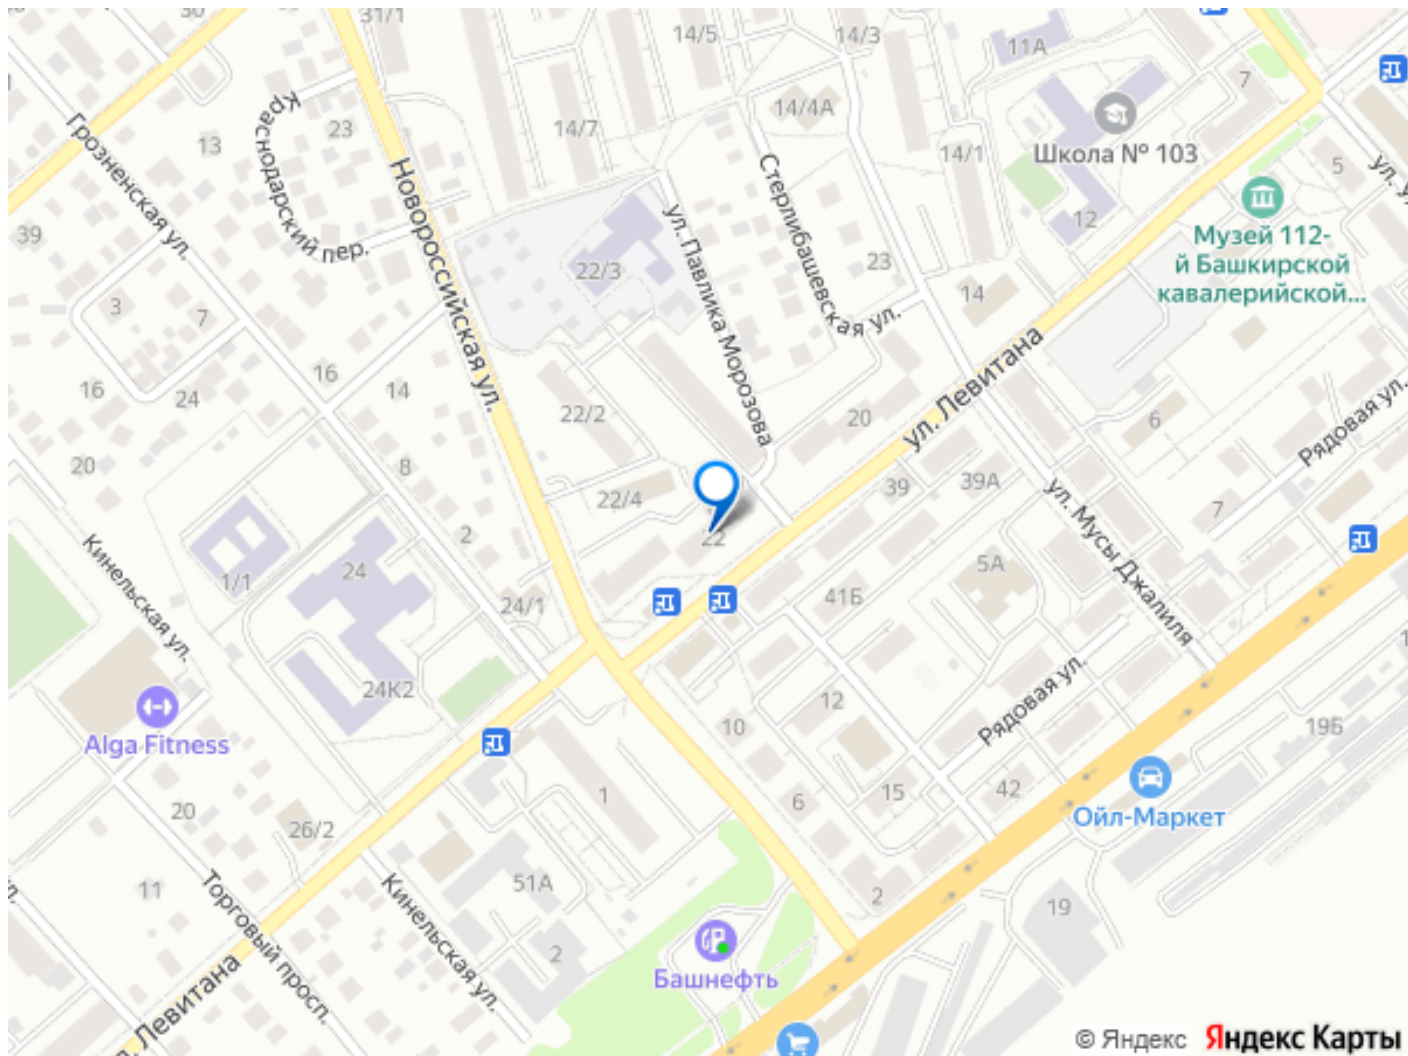 30
31/1
14/5
14/3
11А
7
Краснодарский пер.
23
13
Грозненская ул.
14/7
14/4А
14/1
Школа № 103
5
Новороссийская ул.
ул. Павлика Морозова
Стерлибашевская ул.
12
39
22/3
23
14
Музей 112-
й Башкирской
кавалерийской...
3
7
16
16
24
14
22/2
20
ул. Левитана
6
Рядовая ул.
20
8
22/4
39
39А
7
ул. Мусы Джалиля
2
22
Кинельская ул.
1/1
24
24/1
41Б
5А
24К2
Рядовая ул.
10
12
19Б
Alga Fitness
20
26/2
1
6
15
42
Ойл-Маркет
11
Торговый просп.
51А
Кинельская ул.
2
2
19
Левитана
Башнефть
© Яндекс Яндекс Карты